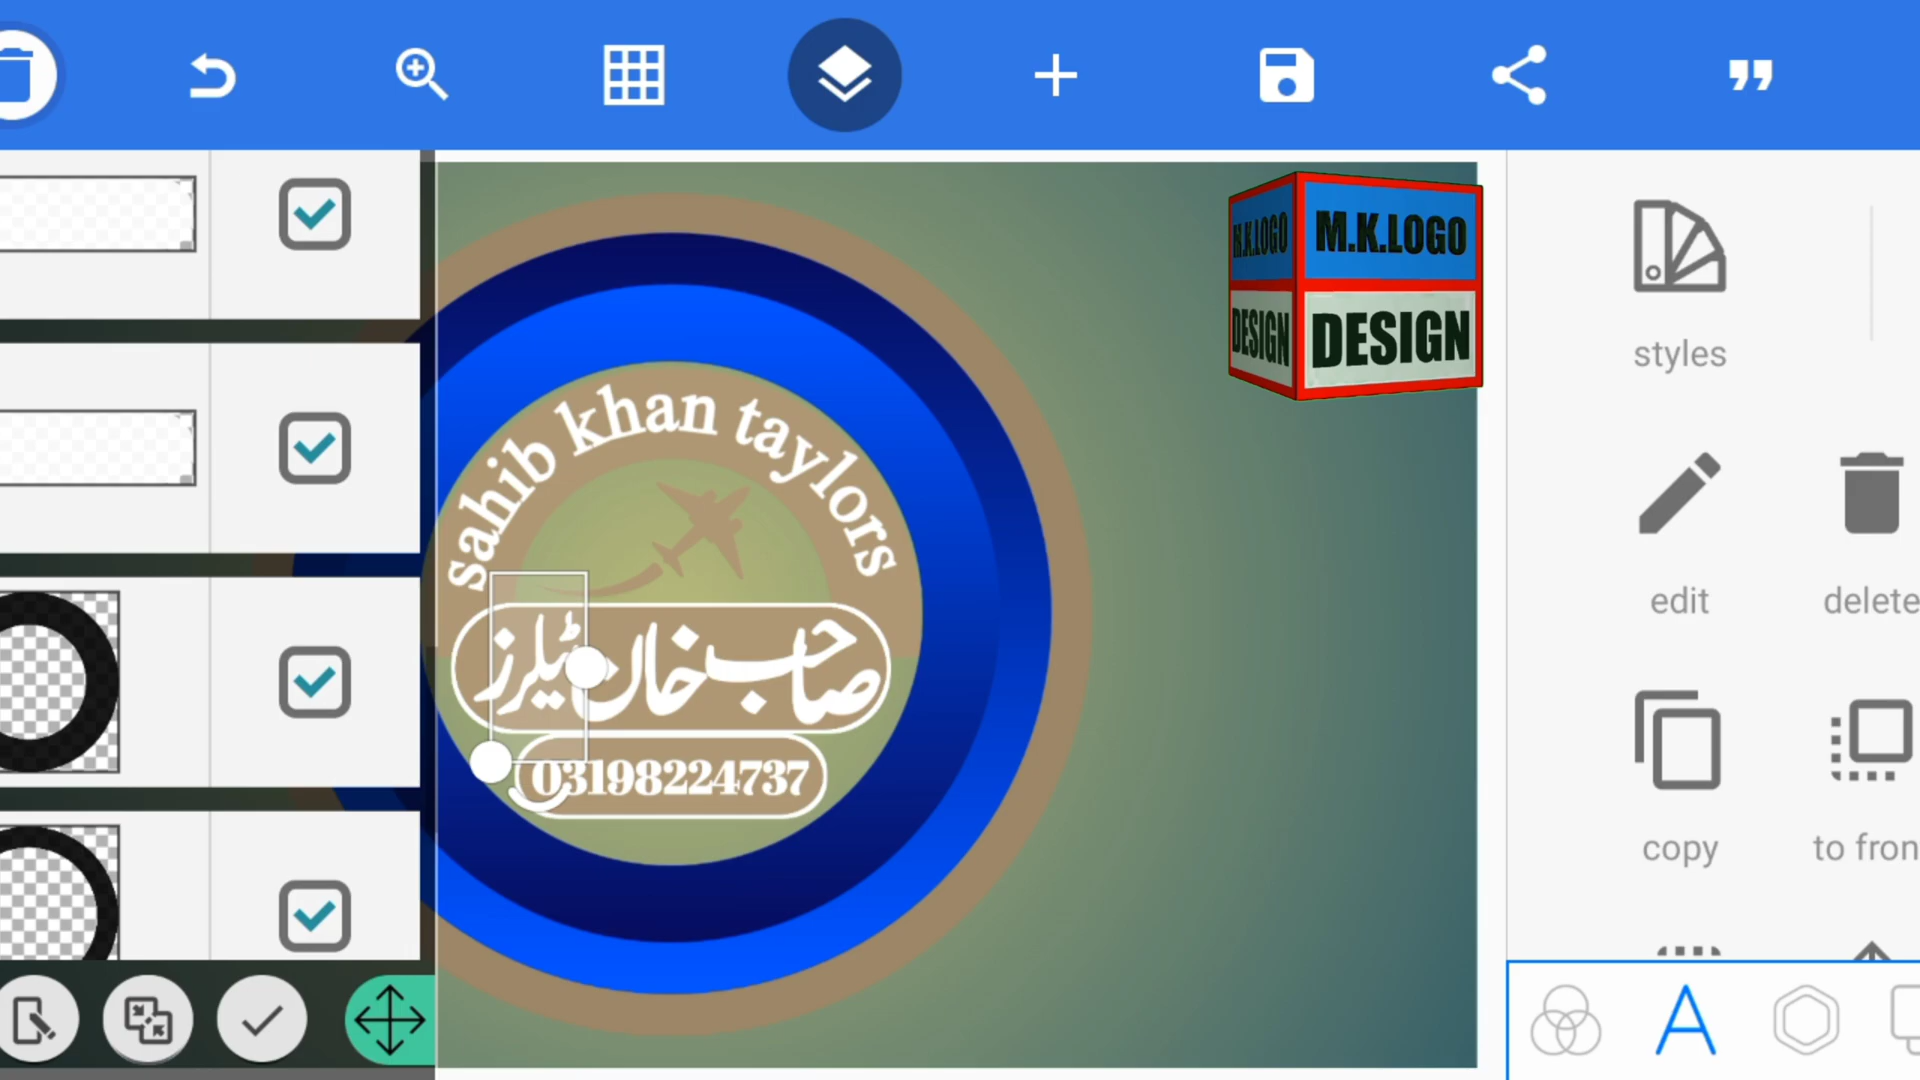 M.K.LOGO
M.K.LOGO
DESIGN
DESIGN
styles
edit
delete
copy
to fron
sahib khan taylors
صاحب خان ٹیلرز
03198224737